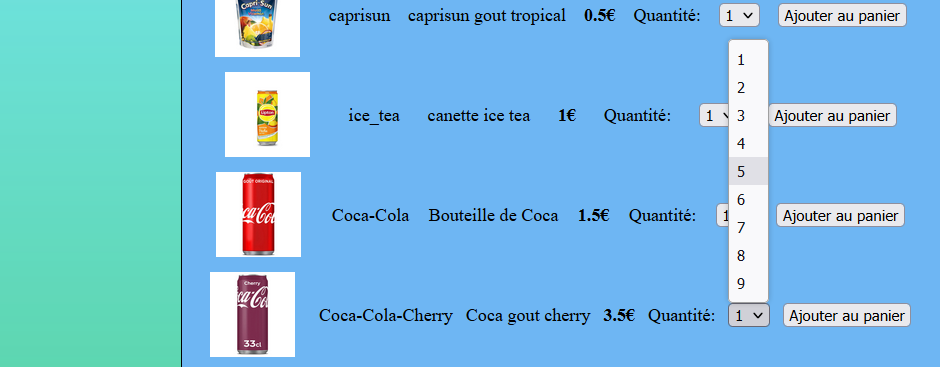 Capri-Sun
caprisun caprisun gout tropical 0.5€ Quantité: 1 Ajouter au panier
Lipton
ice_tea canette ice tea 1€ Quantité: 1 Ajouter au panier
GOÛT ORIGINAL
Coca-Cola
Coca-Cola Bouteille de Coca 1.5€ Quantité: 1 Ajouter au panier
1
2
3
4
5
6
7
8
9
Cherry
Coca-Cola
33cl
Coca-Cola-Cherry Coca gout cherry 3.5€ Quantité: 1 Ajouter au panier